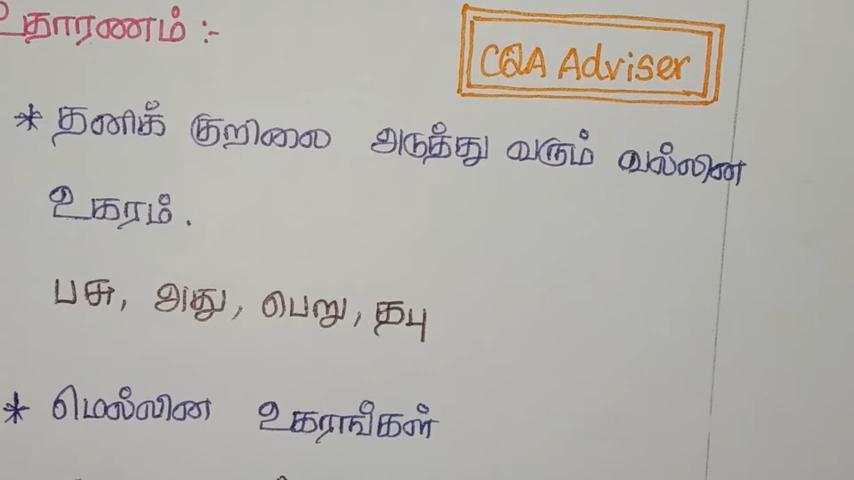 உதாரணம் :-
CQA Adviser
* தனிக் குறிலை அடுத்து வரும் வல்லின
உகரம் .
பசு, அது, பெறு, தபு
* மெல்லின உகரங்கள்